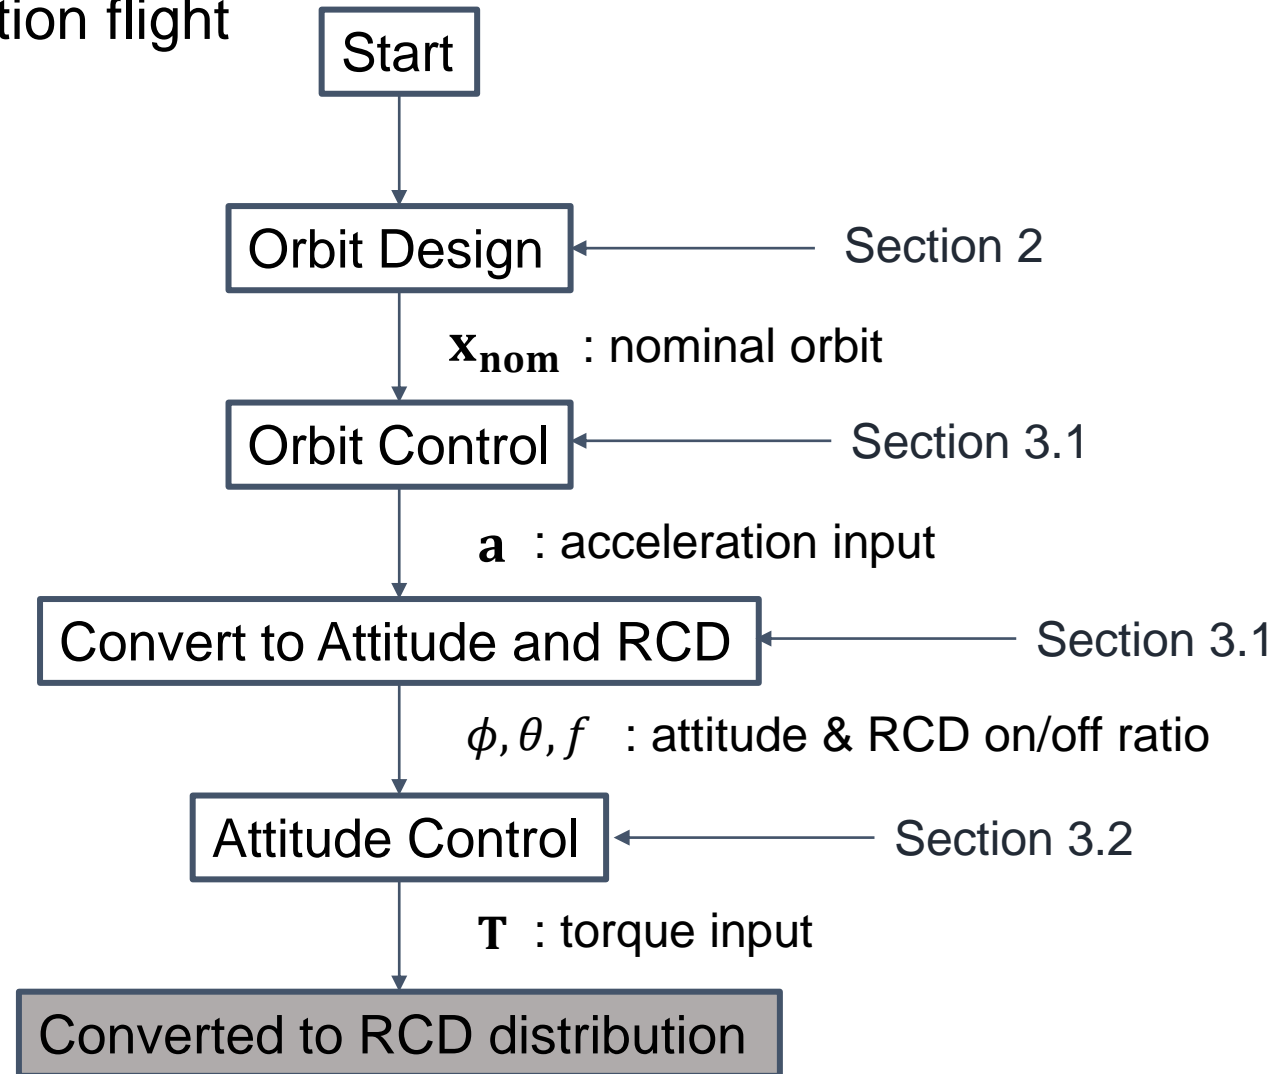 tion flight
Start
Orbit Design
Section 2
𝐱𝐧𝐨𝐦 : nominal orbit
Orbit Control
Section 3.1
𝐚 : acceleration input
Convert to Attitude and RCD
Section 3.1
𝜙, 𝜃, 𝑓 : attitude & RCD on/off ratio
Attitude Control
Section 3.2
𝐓 : torque input
Converted to RCD distribution